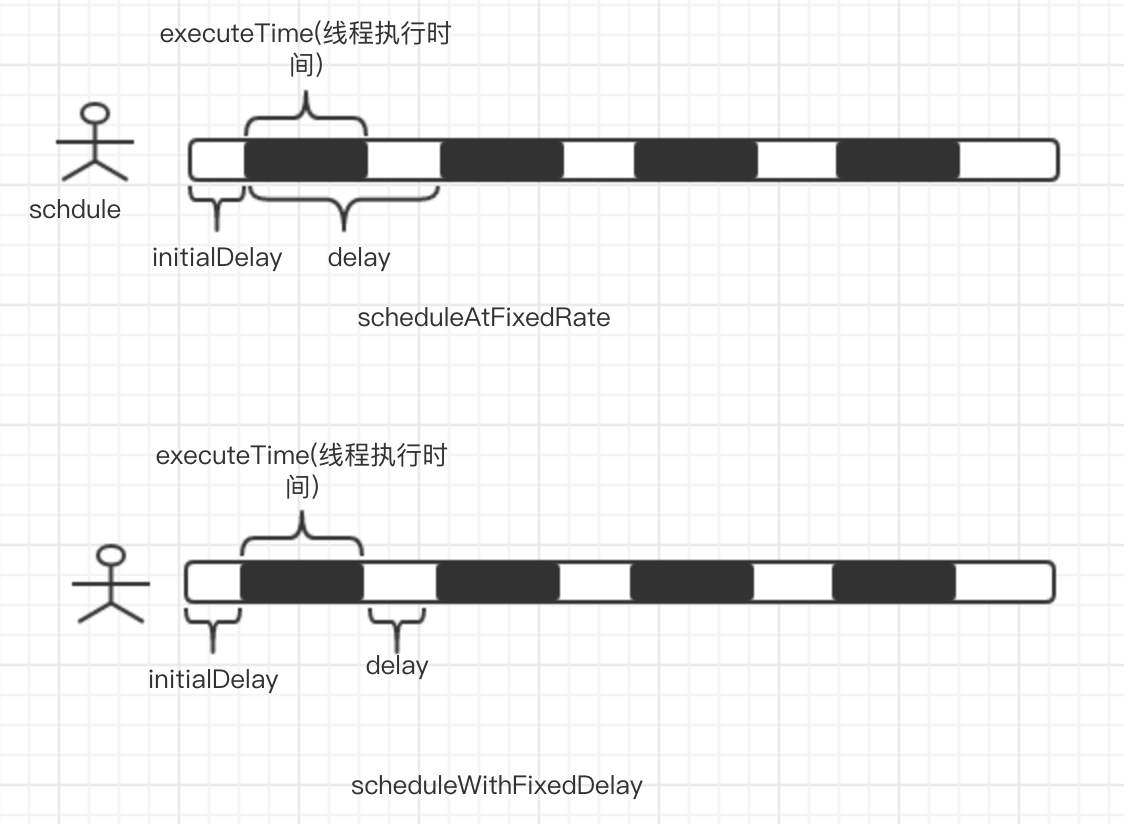 executeTime(线程执行时
间)
schdule
initialDelay
delay
scheduleAtFixedRate
executeTime(线程执行时
间)
initialDelay
delay
scheduleWithFixedDelay